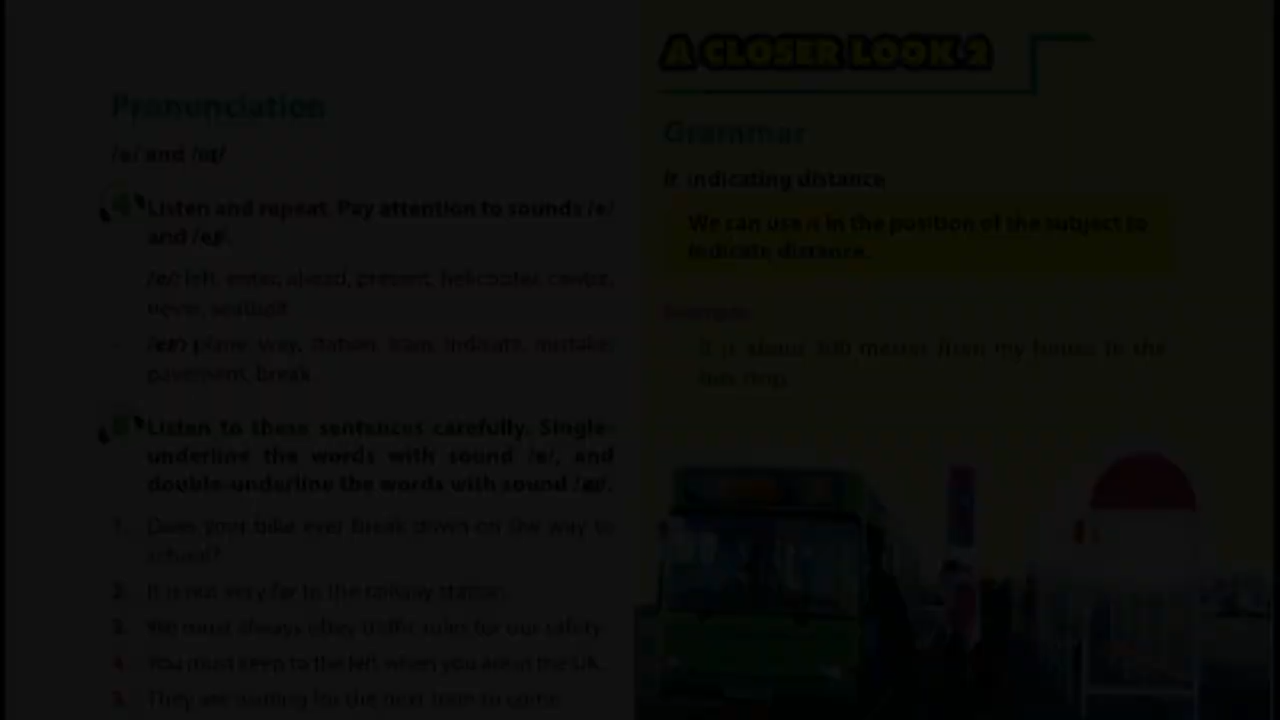 Pronunciation
/e/ and /eɪ/
4 Listen and repeat. Pay attention to sounds /e/
and /eɪ/.
/e/: left, enter, ahead, present, helicopter, centre,
never, seatbelt
/eɪ/: plane, way, station, train, indicate, mistake,
pavement, break
5 Listen to these sentences carefully. Single-
underline the words with sound /e/, and
double-underline the words with sound /eɪ/.
1. Does your bike ever break down on the way to
school?
2. It is not very far to the railway station.
3. We must always obey traffic rules for our safety.
4. You must keep to the left when you are in the UK.
5. They are waiting for the next train to come.
A CLOSER LOOK 2
Grammar
It indicating distance
We can use it in the position of the subject to
indicate distance.
Example:
It is about 300 metres from my house to the
bus stop.